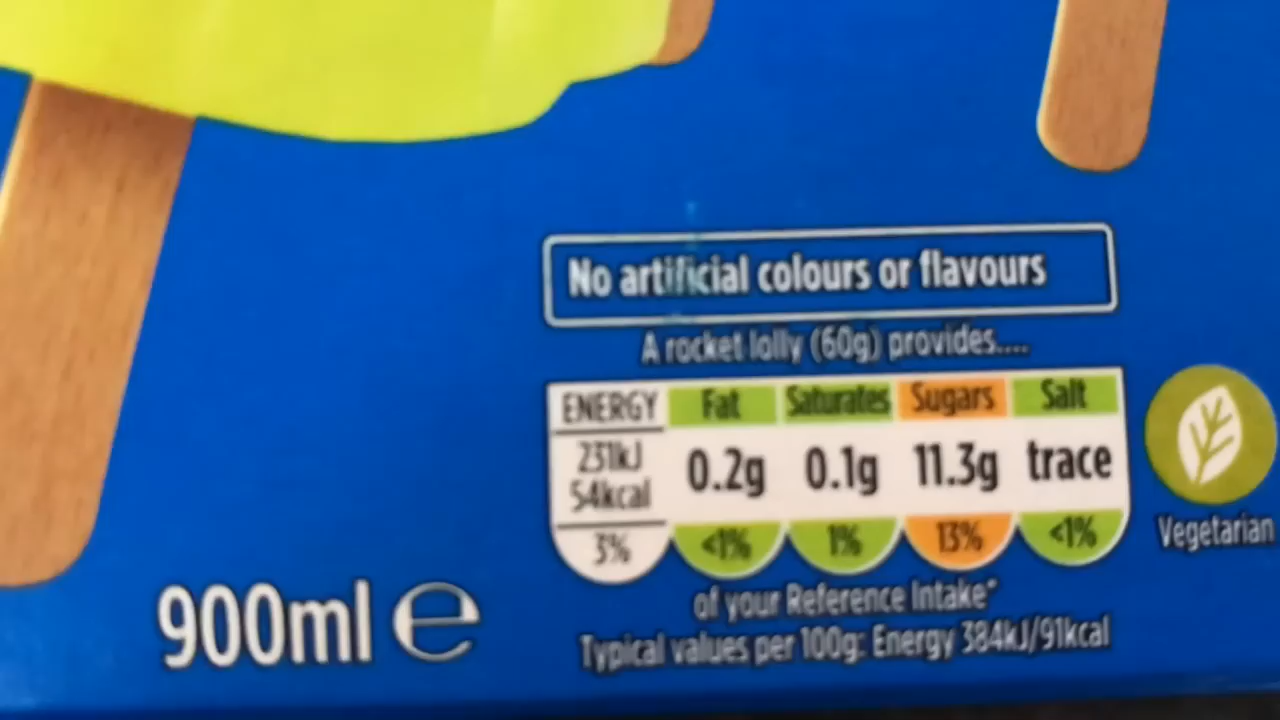 No artificial colours or flavours
A rocket lolly (60g) provides....
ENERGY Fat Saturates Sugars Salt
231kJ
54kcal 0.2g 0.1g 11.3g trace
3% <1% 1% 13% <1%
Vegetarian
of your Reference Intake*
Typical values per 100g: Energy 384kJ/91kcal
900ml e